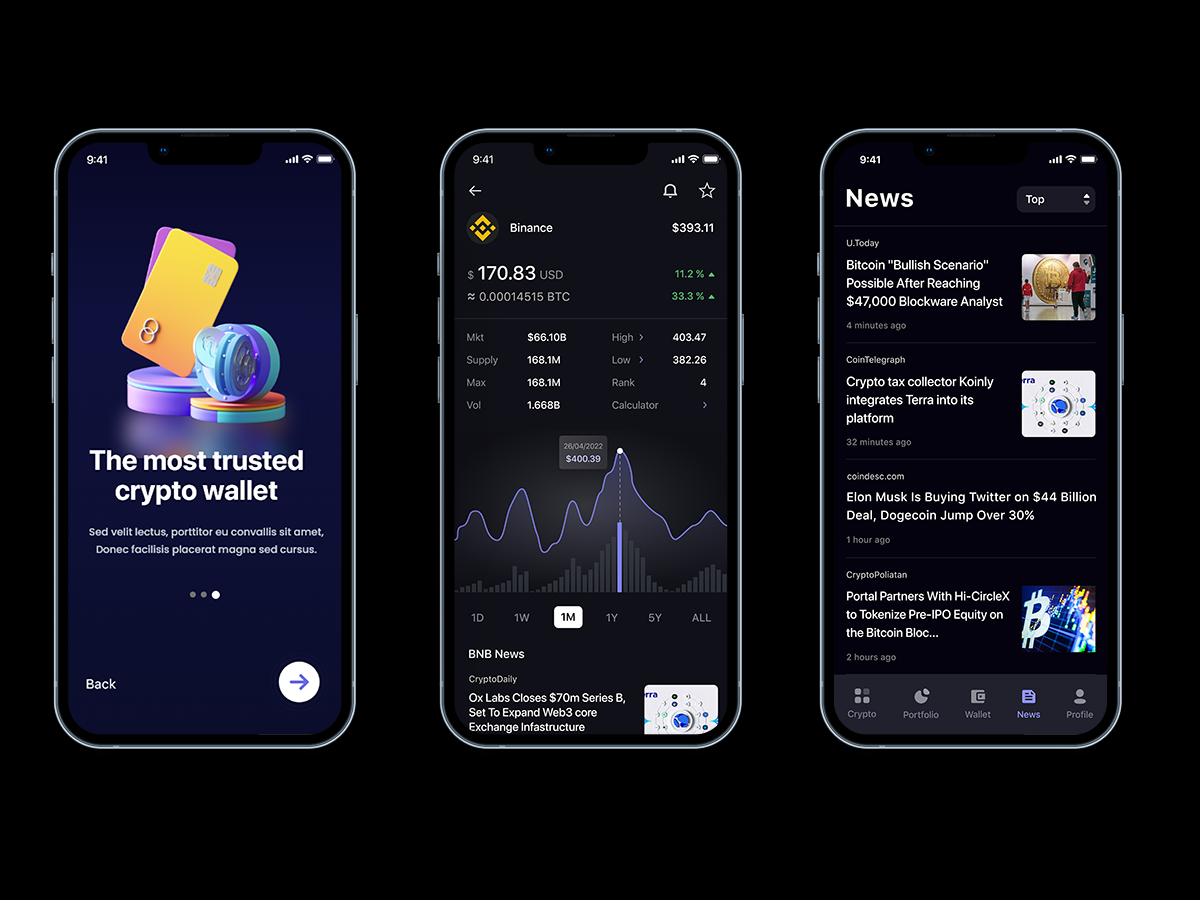 9:41
The most trusted
crypto wallet
Sed velit lectus, porttitor eu convallis sit amet,
Donec facilisis placerat magna sed cursus.
Back
9:41
Binance
$393.11
$ 170.83 USD
11.2 %
≈ 0.00014515 BTC
33.3 %
Mkt $66.10B High 403.47
Supply 168.1M Low 382.26
Max 168.1M Rank 4
Vol 1.668B Calculator
26/04/2022
$400.39
1D 1W 1M 1Y 5Y ALL
BNB News
CryptoDaily
Ox Labs Closes $70m Series B,
Set To Expand Web3 core
Exchange Infastructure
rra
9:41
News
Top
U.Today
Bitcoin "Bullish Scenario"
Possible After Reaching
$47,000 Blockware Analyst
4 minutes ago
CoinTelegraph
Crypto tax collector Koinly
integrates Terra into its
platform
rra
32 minutes ago
coindesc.com
Elon Musk Is Buying Twitter on $44 Billion
Deal, Dogecoin Jump Over 30%
1 hour ago
CryptoPoliatan
Portal Partners With Hi-CircleX
to Tokenize Pre-IPO Equity on
the Bitcoin Bloc...
2 hours ago
Crypto Portfolio Wallet News Profile